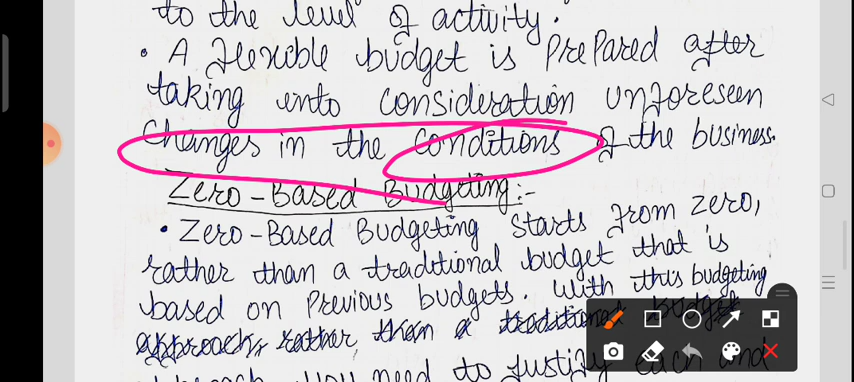 to the level of activity.
• A flexible budget is prepared after
taking into consideration unforeseen
Changes in the conditions of the business.
Zero-Based Budgeting:-
• Zero-Based Budgeting starts from zero,
rather than a traditional budget that is
based on previous budgets. with this budgeting
approach, rather than a traditional budget
you need to justify each and